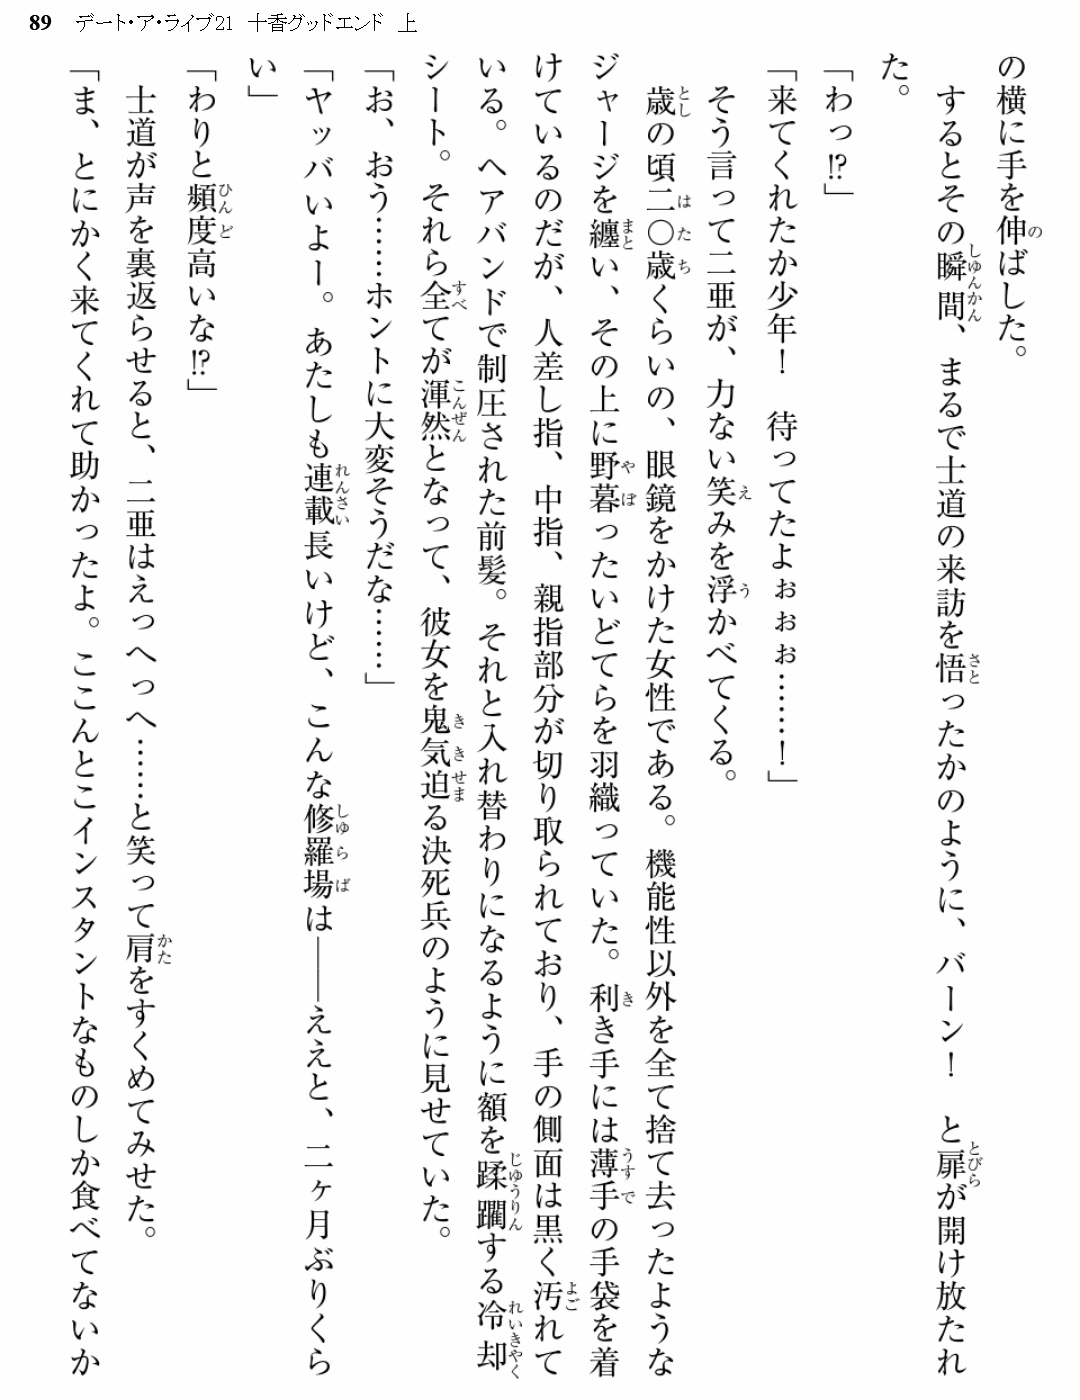 89 デート・ア・ライブ21 十香グッドエンド 上
の横に手を伸ばした。
するとその瞬間、まるで士道の来訪を悟ったかのように、バーン！ と扉が開け放たれ
た。
「わっ!?」
「来てくれたか少年！ 待ってたよぉぉぉ……！」
そう言って二亜が、力ない笑みを浮かべてくる。
歳の頃二〇歳くらいの、眼鏡をかけた女性である。機能性以外を全て捨て去ったような
ジャージを纏い、その上に野暮ったいどてらを羽織っていた。利き手には薄手の手袋を着
けているのだが、人差し指、中指、親指部分が切り取られており、手の側面は黒く汚れて
いる。ヘアバンドで制圧された前髪。それと入れ替わりになるように額を蹂躙する冷却
シート。それら全てが渾然となって、彼女を鬼気迫る決死兵のように見せていた。
「お、おう……ホントに大変そうだな……」
「ヤッバいよー。あたしも連載長いけど、こんな修羅場は――ええと、二ヶ月ぶりくら
い」
「わりと頻度高いな!?」
士道が声を裏返らせると、二亜はえっへっへ……と笑って肩をすくめてみせた。
「ま、とにかく来てくれて助かったよ。ここんとこインスタントなものしか食べてないか